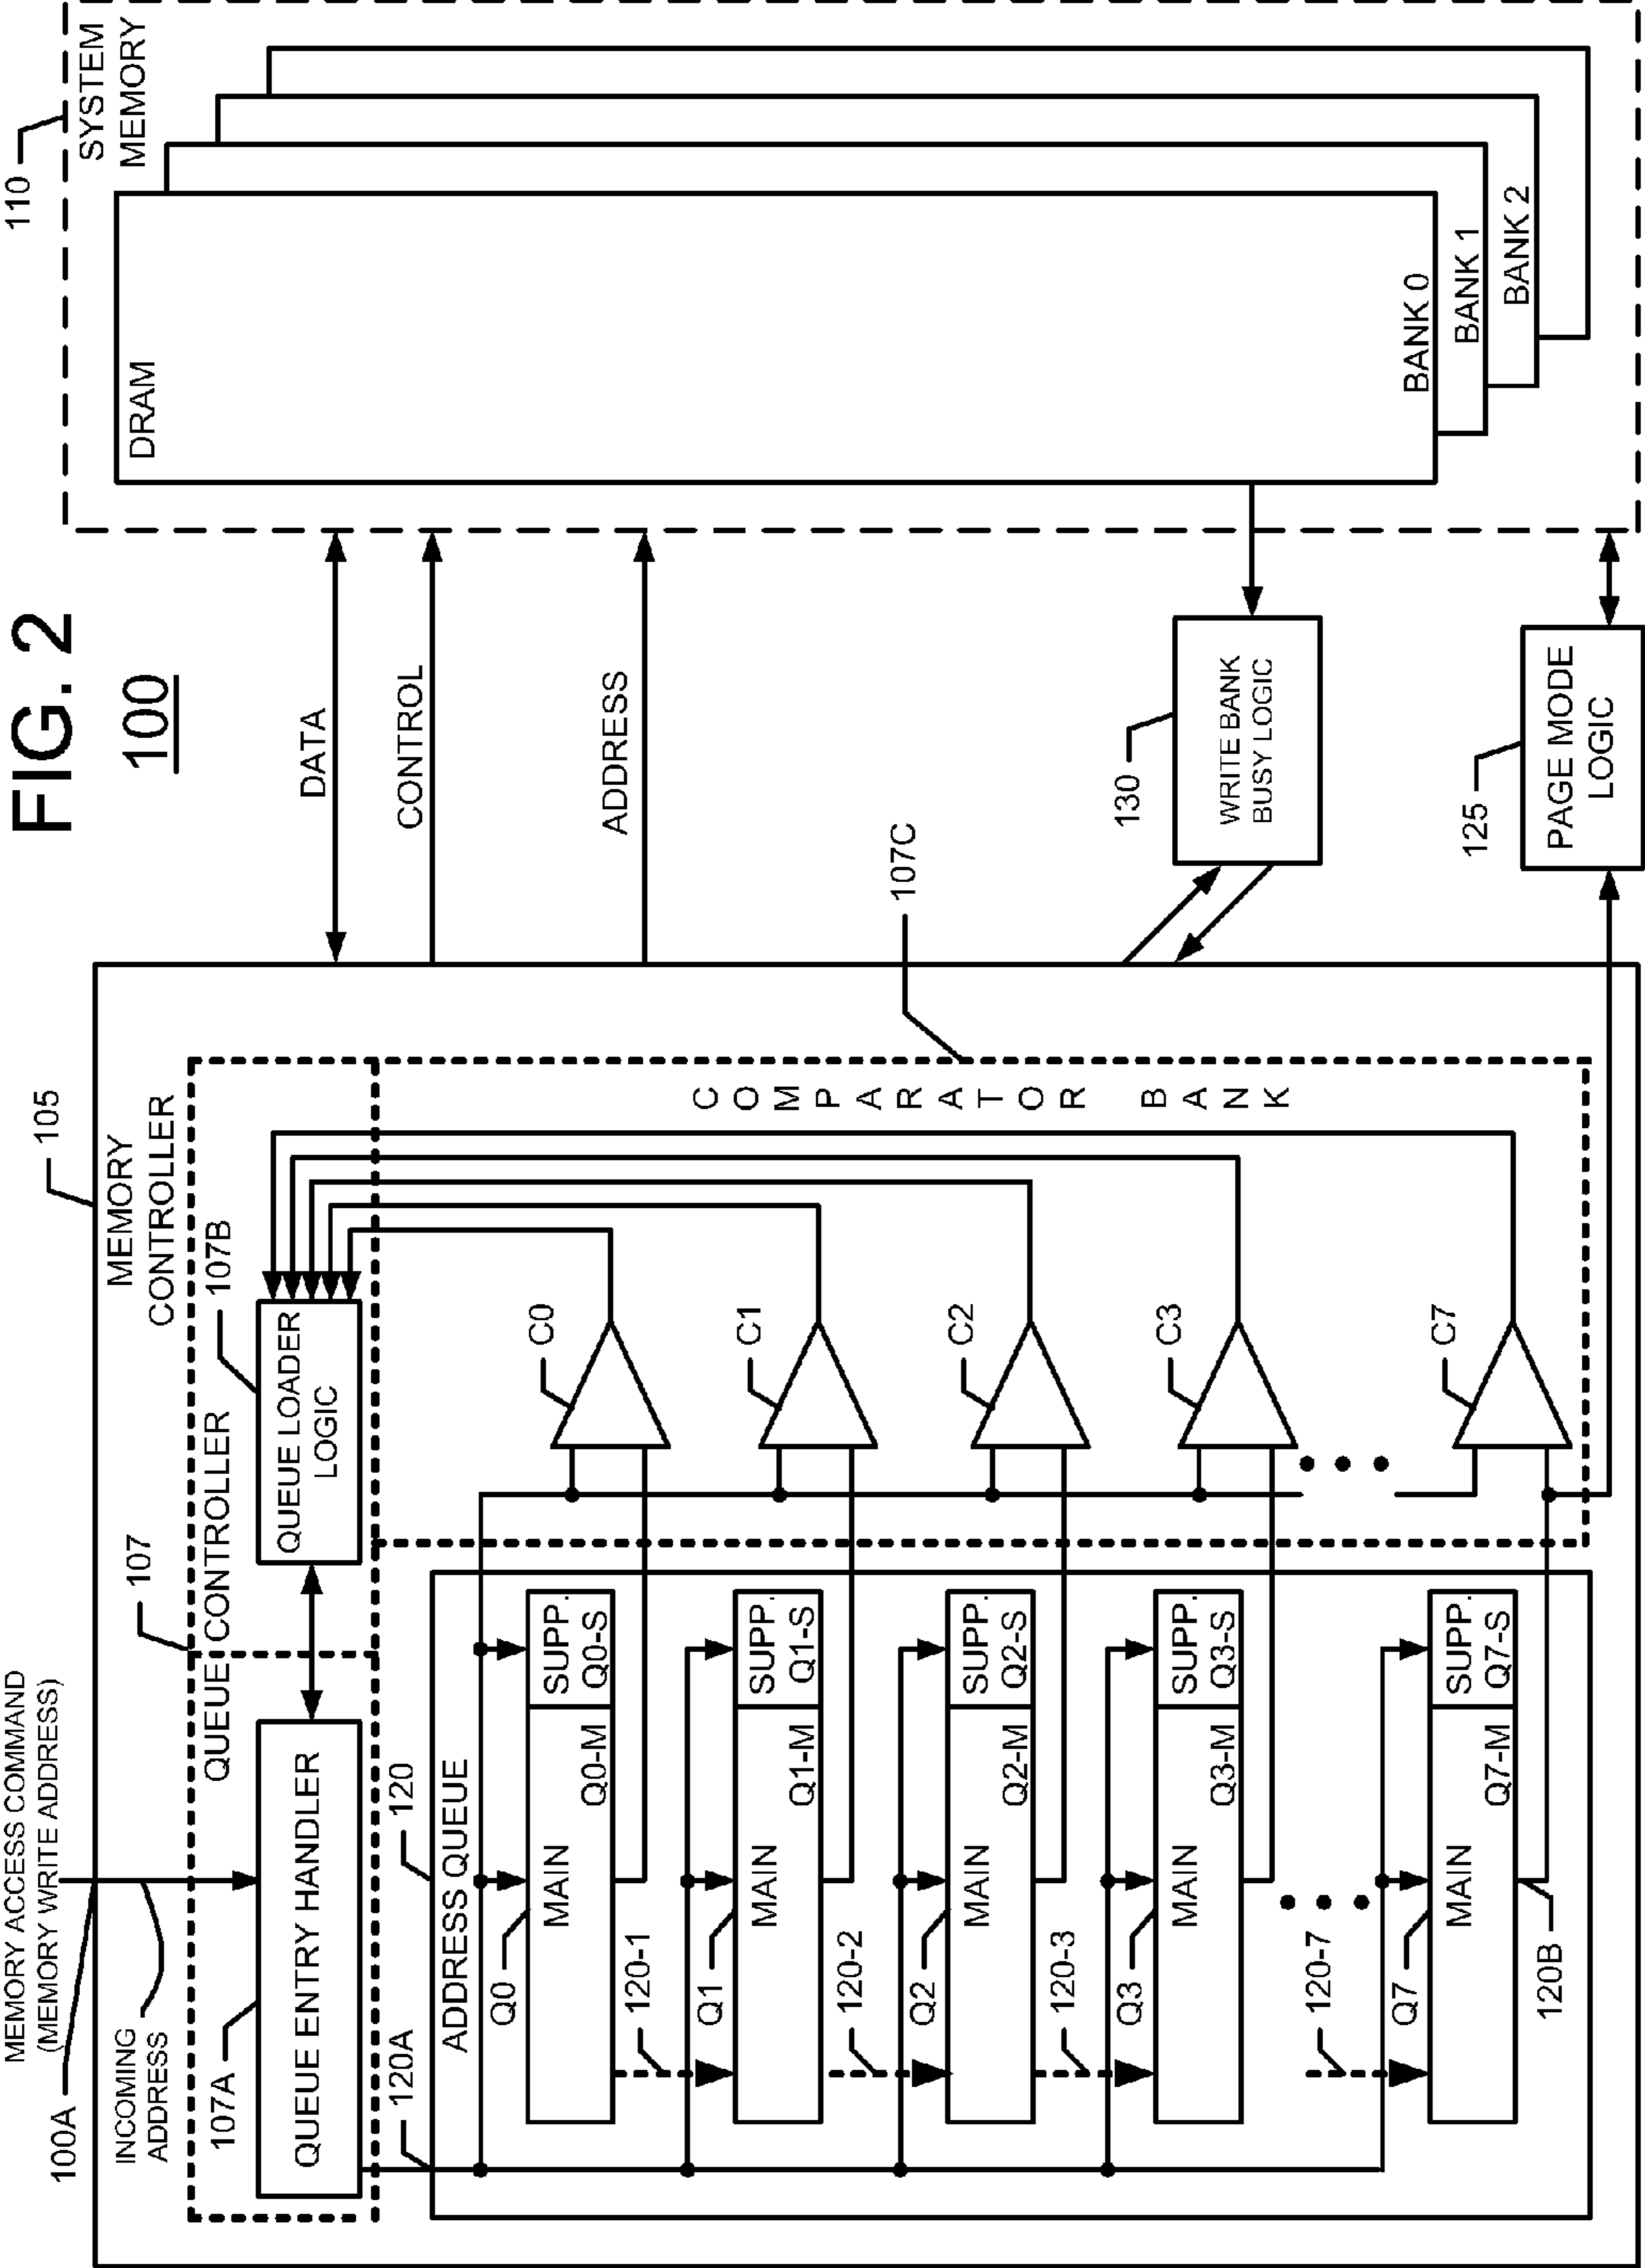 FIG. 2
100
MEMORY ACCESS COMMAND
(MEMORY WRITE ADDRESS)
100A
INCOMING
ADDRESS
105
MEMORY
CONTROLLER
107
QUEUE CONTROLLER
107A
QUEUE ENTRY HANDLER
107B
QUEUE LOADER
LOGIC
120A
120
ADDRESS QUEUE
Q0
MAIN
Q0-M
SUPP.
Q0-S
C0
120-1
Q1
MAIN
Q1-M
SUPP.
Q1-S
C1
120-2
Q2
MAIN
Q2-M
SUPP.
Q2-S
C2
120-3
Q3
MAIN
Q3-M
SUPP.
Q3-S
C3
120-7
Q7
MAIN
Q7-M
SUPP.
Q7-S
C7
120B
COMPARATOR BANK
107C
DATA
CONTROL
ADDRESS
130
WRITE BANK
BUSY LOGIC
125
PAGE MODE
LOGIC
110
SYSTEM
MEMORY
DRAM
BANK 0
BANK 1
BANK 2